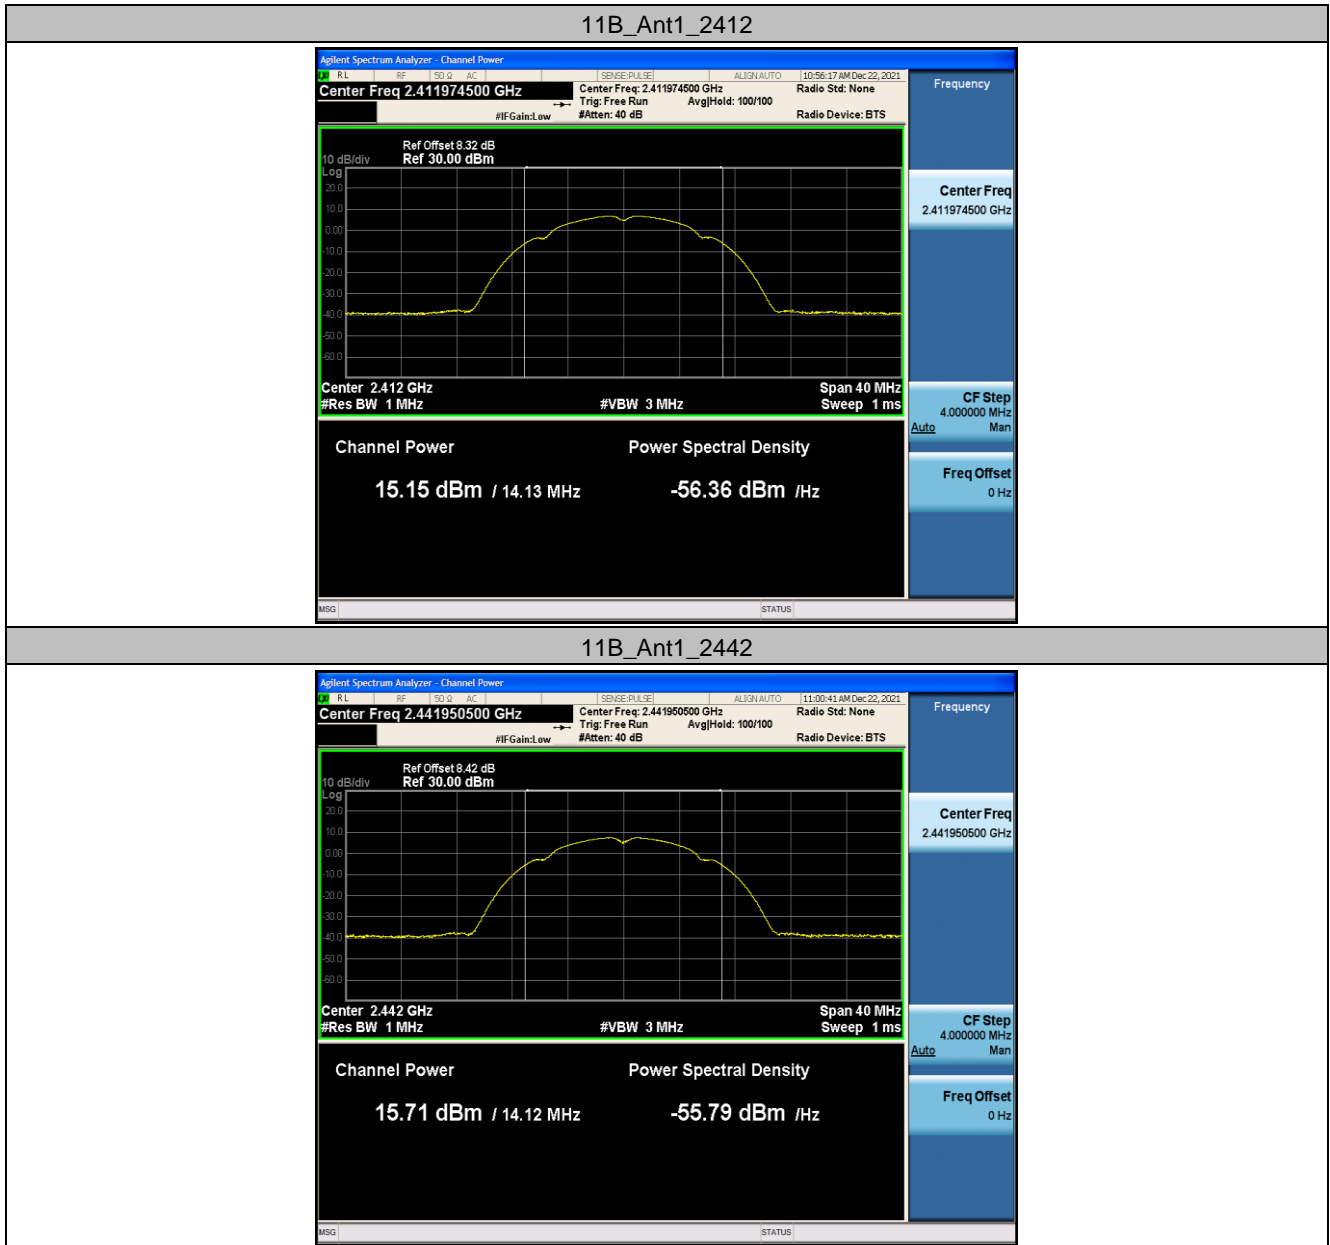 11B_Ant1_2412
Agilent Spectrum Analyzer - Channel Power
LXI RL RF 50 Ω AC SENSE:PULSE ALIGN AUTO 10:56:17 AM Dec 22, 2021
Center Freq 2.411974500 GHz
Center Freq: 2.411974500 GHz Radio Std: None
Trig: Free Run Avg|Hold: 100/100
#IFGain:Low #Atten: 40 dB Radio Device: BTS
Frequency
Ref Offset 8.32 dB
10 dB/div Ref 30.00 dBm
Log
20.0
10.0
0.00
-10.0
-20.0
-30.0
-40.0
-50.0
-60.0
Center Freq
2.411974500 GHz
Center 2.412 GHz Span 40 MHz
#Res BW 1 MHz #VBW 3 MHz Sweep 1 ms
CF Step
4.000000 MHz
Auto Man
Channel Power Power Spectral Density
15.15 dBm / 14.13 MHz -56.36 dBm /Hz
Freq Offset
0 Hz
MSG STATUS
11B_Ant1_2442
Agilent Spectrum Analyzer - Channel Power
LXI RL RF 50 Ω AC SENSE:PULSE ALIGN AUTO 11:00:41 AM Dec 22, 2021
Center Freq 2.441950500 GHz
Center Freq: 2.441950500 GHz Radio Std: None
Trig: Free Run Avg|Hold: 100/100
#IFGain:Low #Atten: 40 dB Radio Device: BTS
Frequency
Ref Offset 8.42 dB
10 dB/div Ref 30.00 dBm
Log
20.0
10.0
0.00
-10.0
-20.0
-30.0
-40.0
-50.0
-60.0
Center Freq
2.441950500 GHz
Center 2.442 GHz Span 40 MHz
#Res BW 1 MHz #VBW 3 MHz Sweep 1 ms
CF Step
4.000000 MHz
Auto Man
Channel Power Power Spectral Density
15.71 dBm / 14.12 MHz -55.79 dBm /Hz
Freq Offset
0 Hz
MSG STATUS